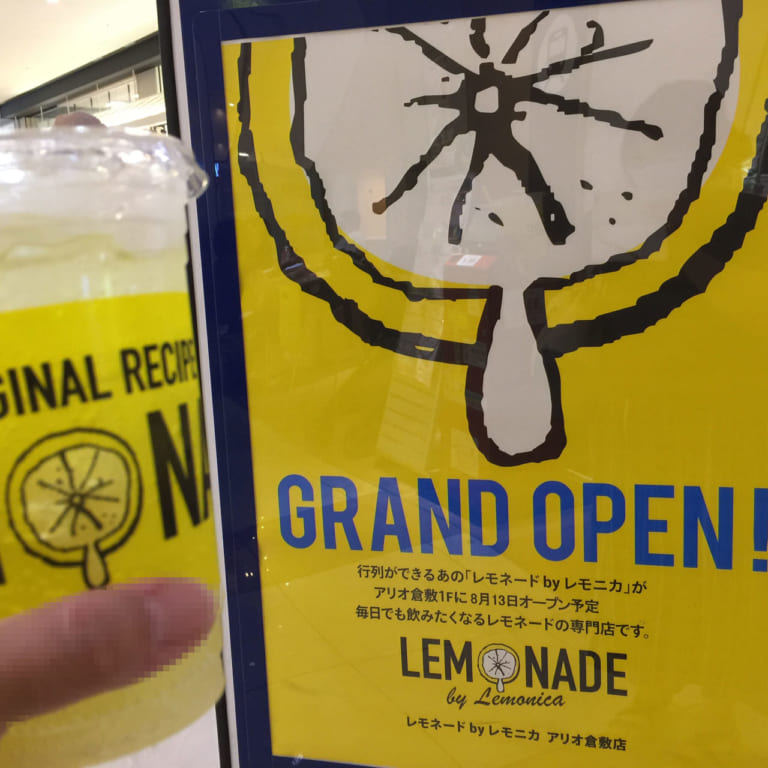 GINAL RECIPE
NA
GRAND OPEN!
行列ができるあの「レモネード by レモニカ」が
アリオ倉敷1Fに8月13日オープン予定
毎日でも飲みたくなるレモネードの専門店です。
LEMONADE
by Lemonica
レモネード by レモニカ アリオ倉敷店